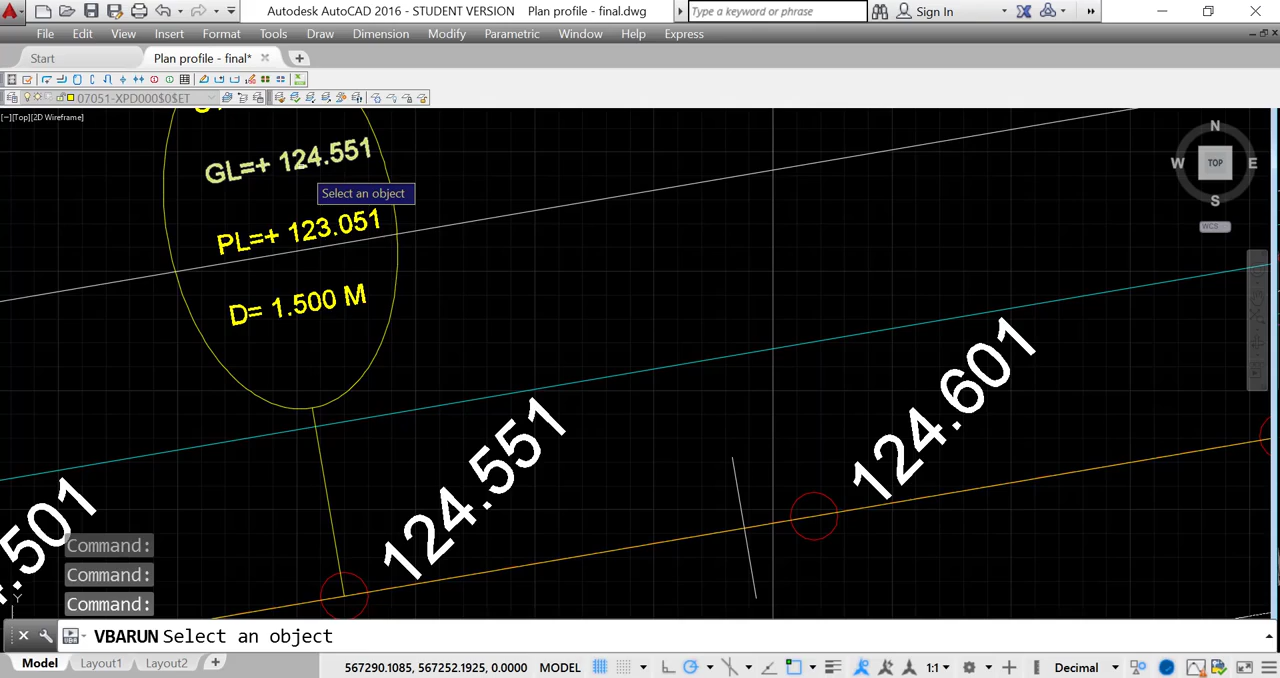 Autodesk AutoCAD 2016 - STUDENT VERSION Plan profile - final.dwg
Type a keyword or phrase
Sign In
File Edit View Insert Format Tools Draw Dimension Modify Parametric Window Help Express
Start
Plan profile - final*
07051-XPD000$0$ET
[−][Top][2D Wireframe]
N
W
TOP
E
S
WCS
GL=+ 124.551
Select an object
PL=+ 123.051
D= 1.500 M
124.601
124.551
.501
Command:
Command:
Command:
Y
VBARUN Select an object
Model Layout1 Layout2
567290.1085, 567252.1925, 0.0000 MODEL
1:1
Decimal